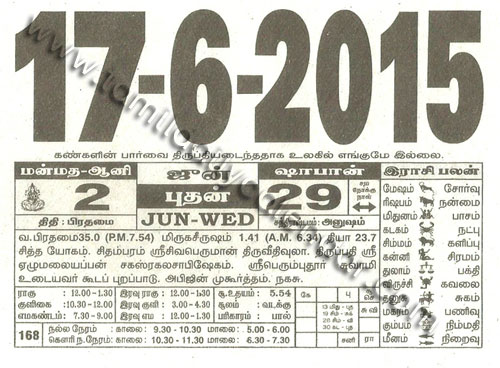 17-6-2015
www.tamildailycalendar.com
கண்களின் பார்வை திருப்தியடைந்ததாக உலகில் எங்குமே இல்லை.
மன்மத-ஆனி ஜுன் ஷாபான் இராசி பலன்
2 புதன் 29 சம நோக்கு நாள்
திதி : பிரதமை JUN-WED சந்திராஷ்டமம் : அனுஷம்
வ.பிரதமை35.0 (P.M.7.54) மிருகசீருஷம் 1.41 (A.M. 6.34) தியா 23.7
சித்த யோகம். சிதம்பரம் ஸ்ரீசிவபெருமான் திருவீதிவுலா. திருப்பதி ஸ்ரீ
ஏழுமலையப்பன் சகஸ்ரகலசாபிஷேகம். ஸ்ரீபெரும்புதூர் சுவாமி
உடையவர் கூடப் புறப்பாடு. அபிஜின் முகூர்த்தம். நகசு.
ராகு : 12.00 -1.30 இரவு ராகு : 12.00 -1.30 சூ.உதயம் : 5.54
குளிகை : 10.30 -12.00 இரவு குளி : 3.00 -4.30 சூலம் : வடக்கு
எமகண்டம் : 7.30 -9.00 இரவு எம : 12.00 -1.30 பரிகாரம் : பால்
168 நல்ல நேரம் : காலை: 9.30 - 10.30 மாலை: 5.00 - 6.00
கௌரி ந.நேரம் : காலை: 10.30 - 11.30 மாலை: 6.30 - 7.30
கே பு
சு வி
சனி ரா
மேஷம் சோர்வு
ரிஷபம் நன்மை
மிதுனம் பாசம்
கடகம் நட்பு
சிம்மம் களிப்பு
கன்னி சிரமம்
துலாம் பக்தி
விருச்சி கவலை
தனுசு சுகம்
மகரம் பணிவு
கும்பம் நிம்மதி
மீனம் நிறைவு